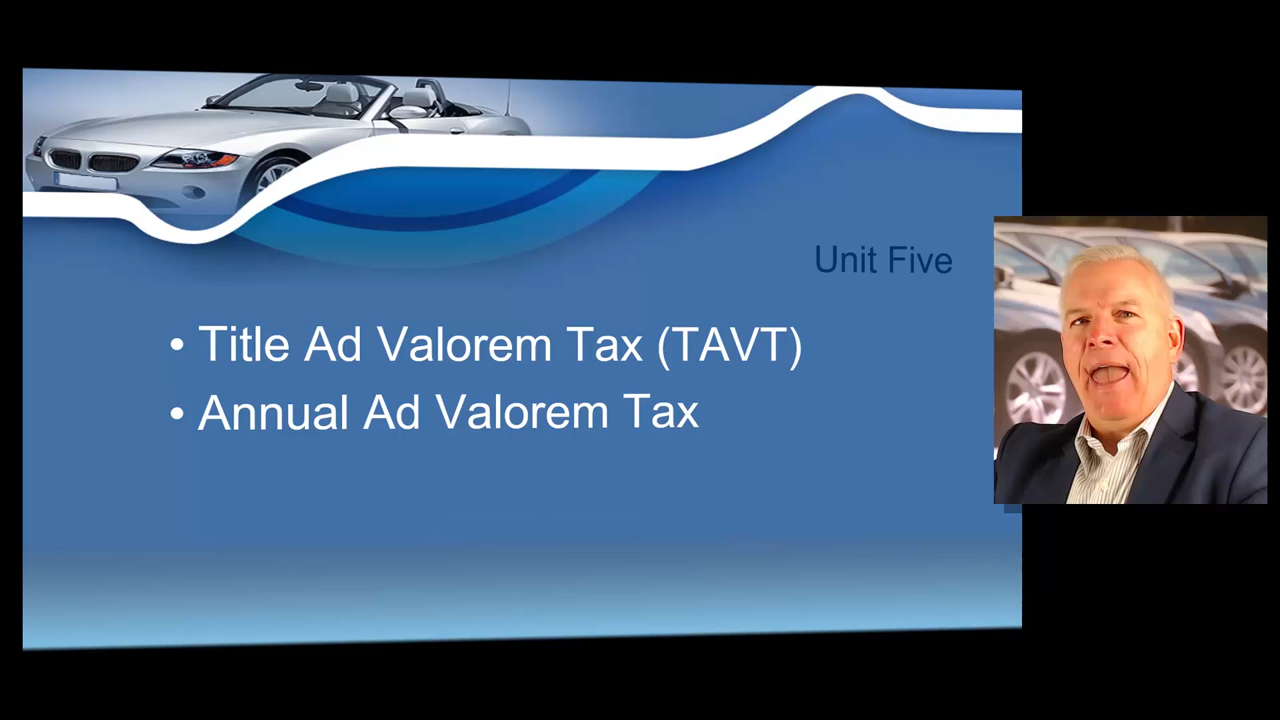 Unit Five
• Title Ad Valorem Tax (TAVT)
• Annual Ad Valorem Tax